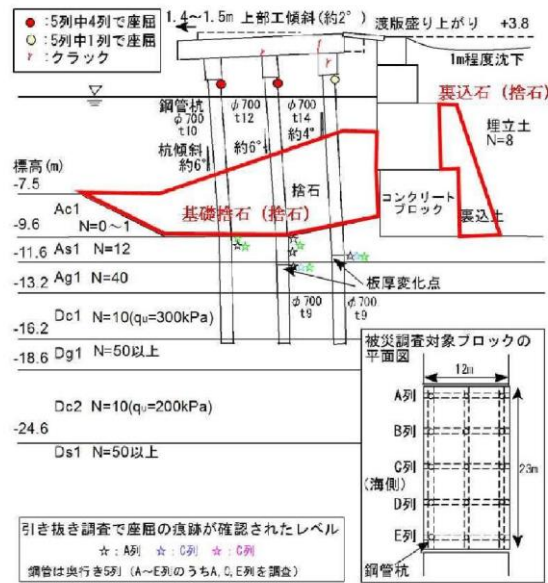 ●:5列中4列で座屈
○:5列中1列で座屈
r:クラック
1.4～1.5m 上部工傾斜(約2°)
渡版盛り上がり +3.8
1m程度沈下
裏込石(捨石)
鋼管杭
φ700
t10
φ700
t12
φ700
t14
約4°
約6°
杭傾斜
約6°
埋立土
N=8
標高(m)
-7.5
Ac1
N=0～1
捨石
基礎捨石(捨石)
コンクリート
ブロック
裏込土
-9.6
As1 N=12
-11.6
Ag1 N=40
-13.2
板厚変化点
φ700
t9
φ700
t9
Dc1 N=10(qu=300kPa)
-16.2
Dg1 N=50以上
-18.6
Dc2 N=10(qu=200kPa)
-24.6
Ds1 N=50以上
被災調査対象ブロックの
平面図
12m
A列
B列
C列
(海側)
D列
E列
23m
鋼管杭
引き抜き調査で座屈の痕跡が確認されたレベル
☆:A列 ☆:C列 ☆:C列
鋼管は奥行き5列(A～E列のうちA,C,E列を調査)